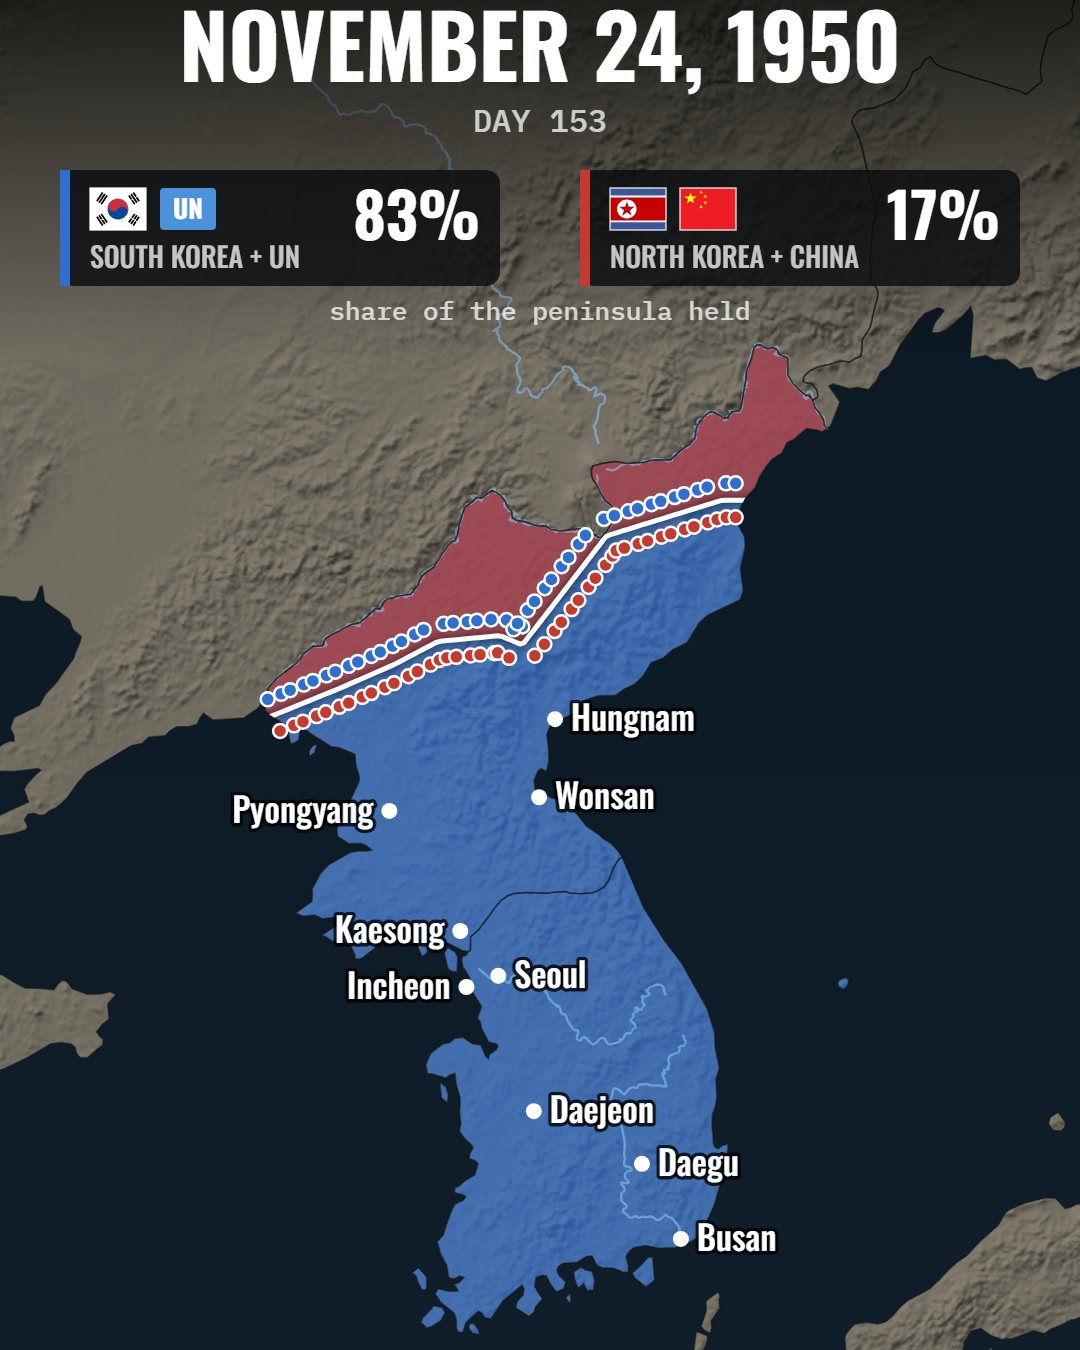 NOVEMBER 24, 1950
DAY 153
UN
83%
SOUTH KOREA + UN
17%
NORTH KOREA + CHINA
share of the peninsula held
Hungnam
Wonsan
Pyongyang
Kaesong
Seoul
Incheon
Daejeon
Daegu
Busan